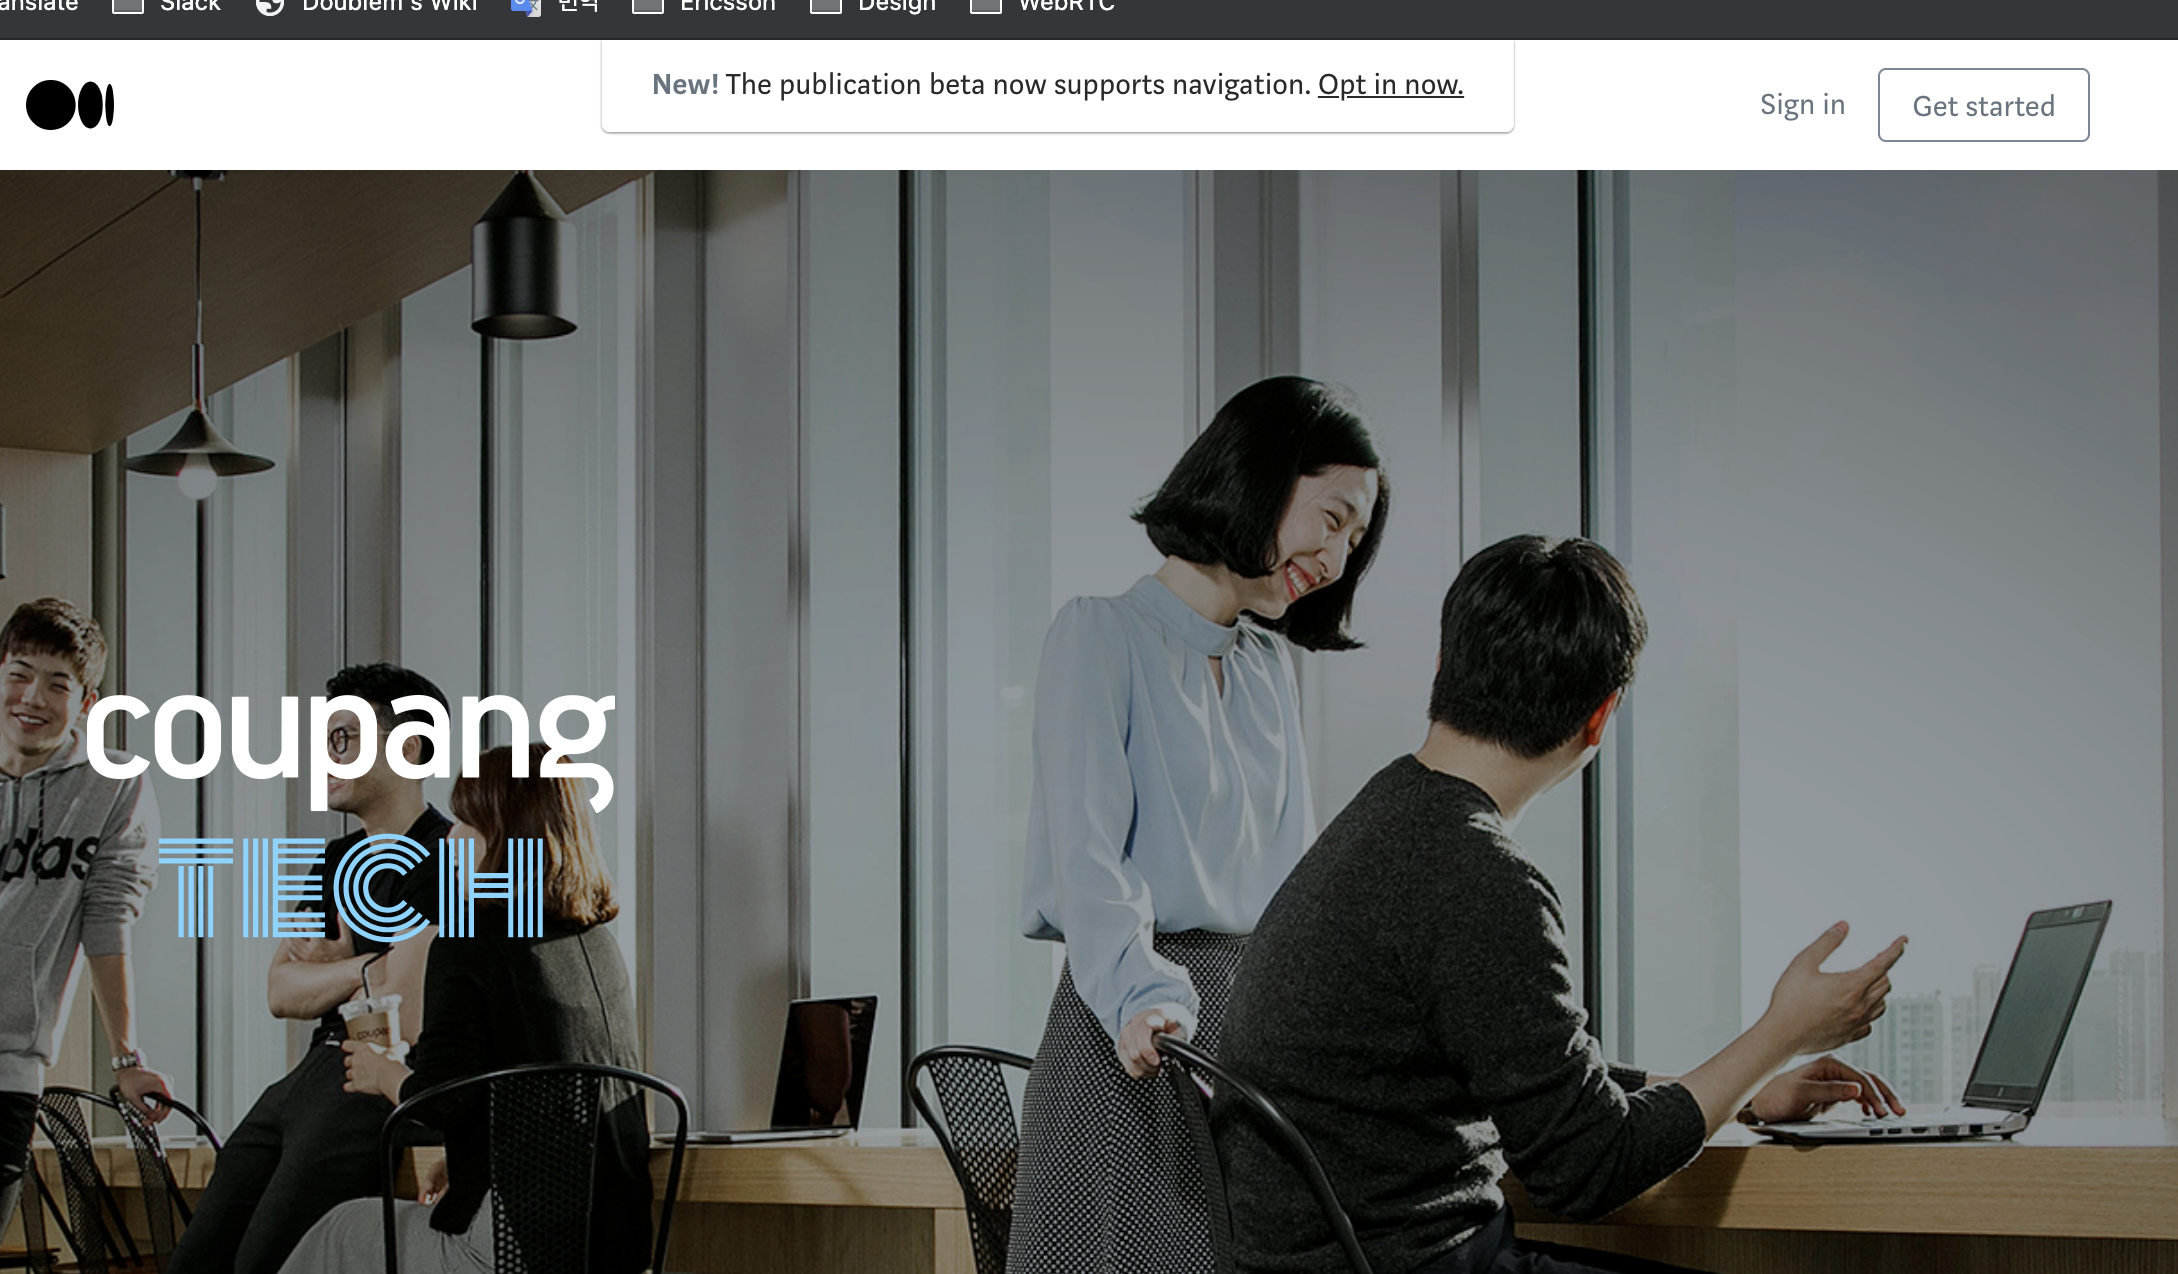 Slack Doublem's Wiki 번역 Ericsson Design WebRTC
New! The publication beta now supports navigation. Opt in now.
Sign in
Get started
coupang
TECH